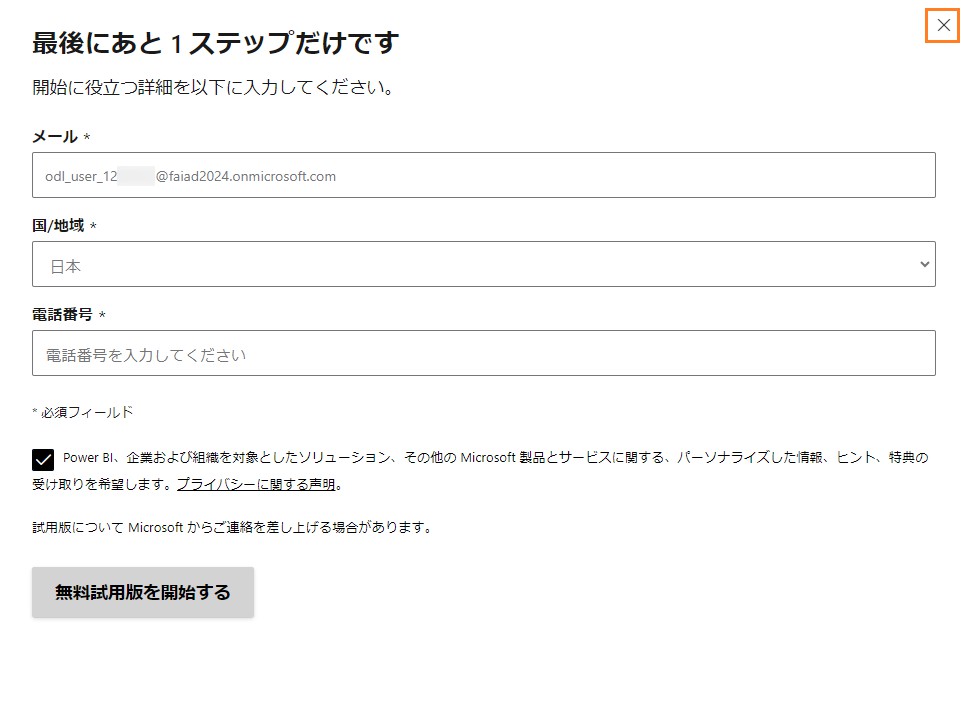 最後にあと 1 ステップだけです
開始に役立つ詳細を以下に入力してください。
メール *
odl_user_12 @faiad2024.onmicrosoft.com
国/地域 *
日本
電話番号 *
電話番号を入力してください
* 必須フィールド
Power BI、企業および組織を対象としたソリューション、その他の Microsoft 製品とサービスに関する、パーソナライズした情報、ヒント、特典の
受け取りを希望します。プライバシーに関する声明。
試用版について Microsoft からご連絡を差し上げる場合があります。
無料試用版を開始する